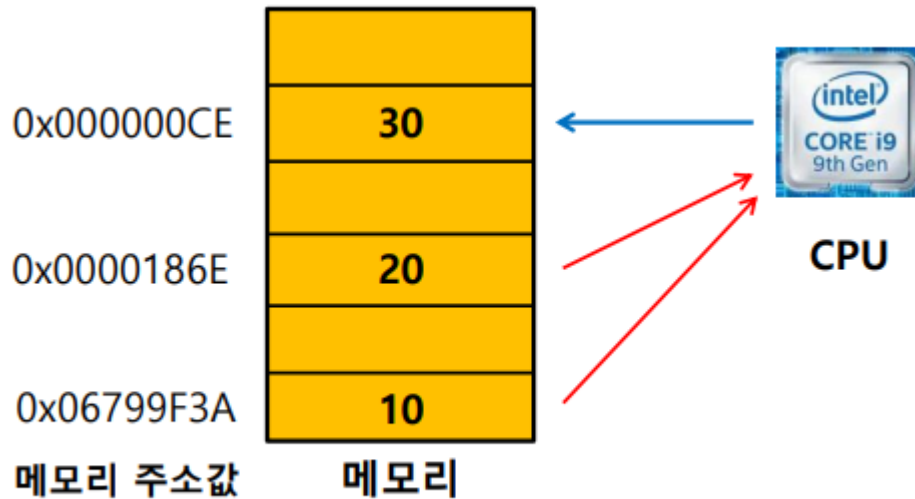 0x000000CE
30
intel
CORE i9
9th Gen
0x0000186E
20
CPU
0x06799F3A
10
메모리 주소값
메모리